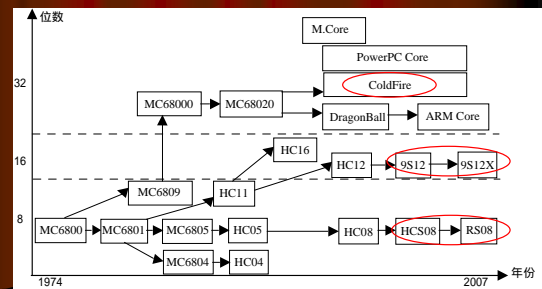 位数
M.Core
PowerPC Core
32
ColdFire
MC68000
MC68020
DragonBall
ARM Core
16
HC16
HC12
9S12
9S12X
MC6809
HC11
8
MC6800
MC6801
MC6805
HC05
HC08
HCS08
RS08
MC6804
HC04
1974
2007
年份